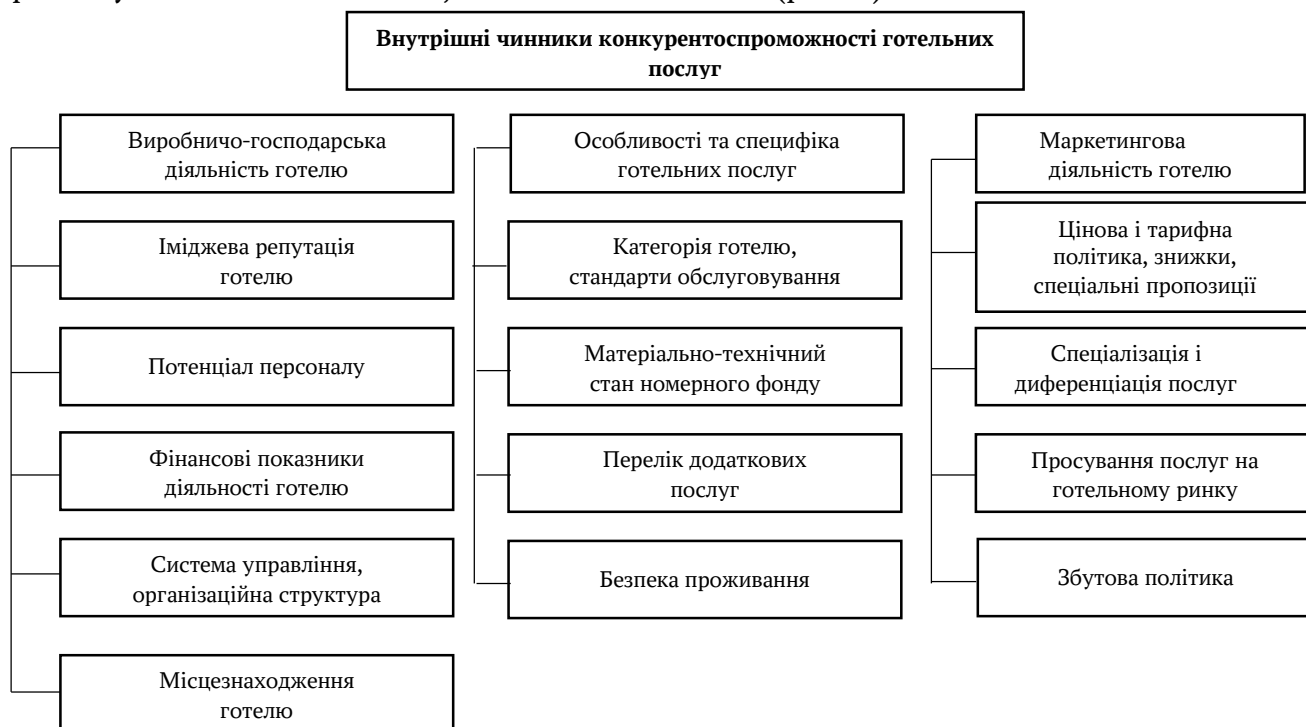 Внутрішні чинники конкурентоспроможності готельних
послуг
Виробничо-господарська
діяльність готелю
Іміджева репутація
готелю
Потенціал персоналу
Фінансові показники
діяльності готелю
Система управління,
організаційна структура
Місцезнаходження
готелю
Особливості та специфіка
готельних послуг
Категорія готелю,
стандарти обслуговування
Матеріально-технічний
стан номерного фонду
Перелік додаткових
послуг
Безпека проживання
Маркетингова
діяльність готелю
Цінова і тарифна
політика, знижки,
спеціальні пропозиції
Спеціалізація і
диференціація послуг
Просування послуг на
готельному ринку
Збутова політика